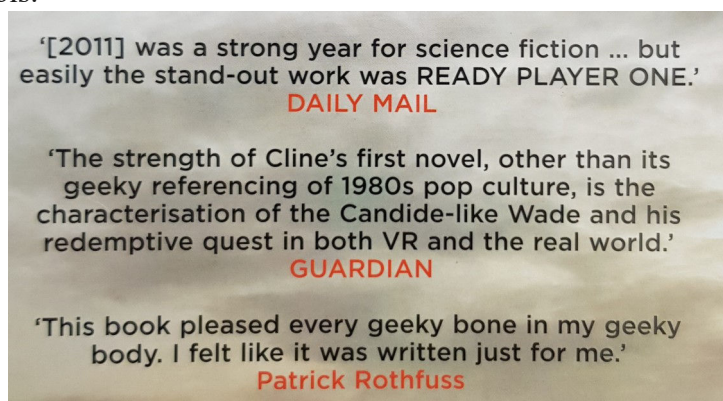 ‘[2011] was a strong year for science fiction ... but
easily the stand-out work was READY PLAYER ONE.’
DAILY MAIL
‘The strength of Cline’s first novel, other than its
geeky referencing of 1980s pop culture, is the
characterisation of the Candide-like Wade and his
redemptive quest in both VR and the real world.’
GUARDIAN
‘This book pleased every geeky bone in my geeky
body. I felt like it was written just for me.’
Patrick Rothfuss